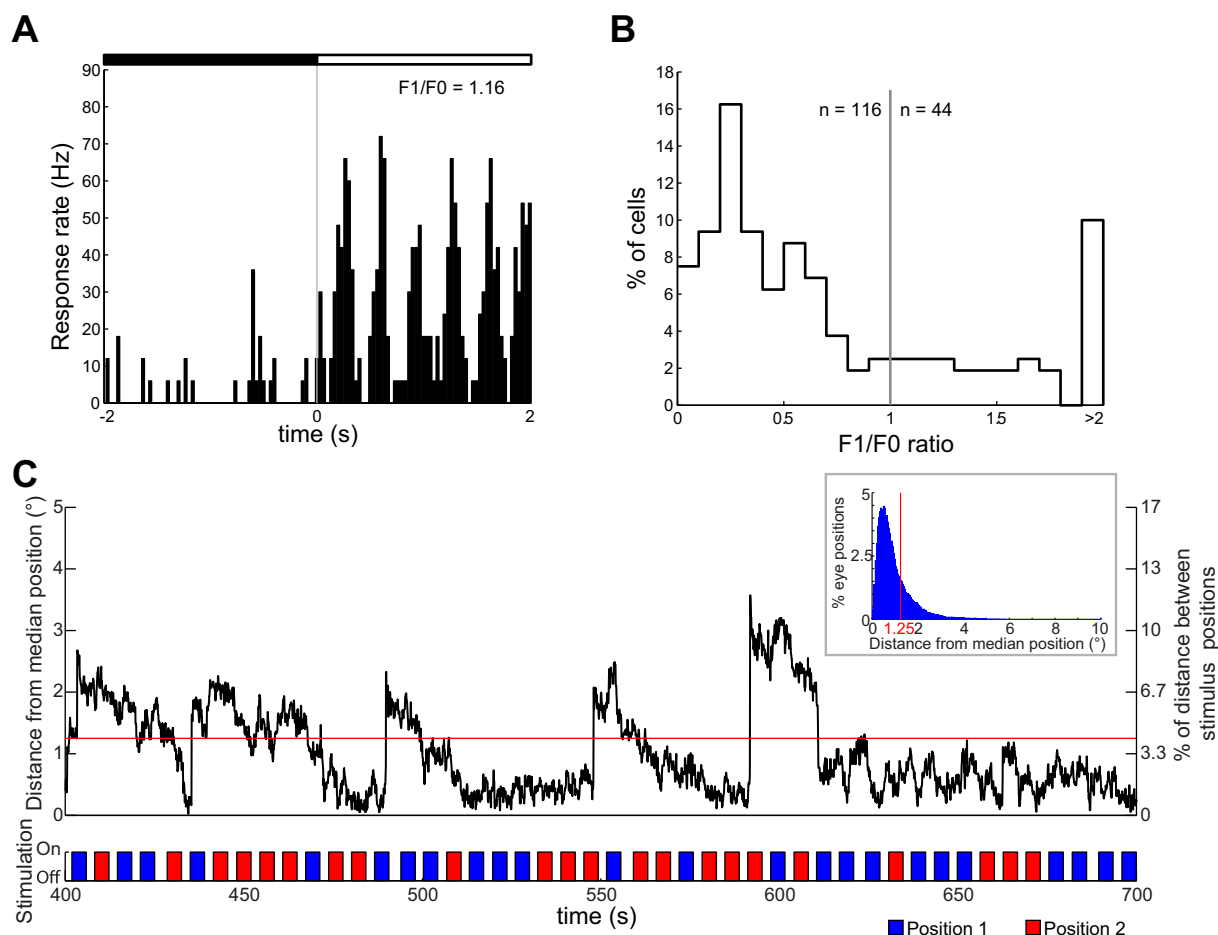 A
F1/F0 = 1.16
Response rate (Hz)
90
80
70
60
50
40
30
20
10
0
-2 0 2
time (s)
B
n = 116 n = 44
% of cells
18
16
14
12
10
8
6
4
2
0
0 0.5 1 1.5 >2
F1/F0 ratio
C
Distance from median position (°)
5
4
3
2
1
0
% of distance between stimulus positions
17
13
10
6.7
3.3
0
% eye positions
5
2.5
0
0 1.25 2 4 6 8 10
Distance from median position (°)
Stimulation
On
Off
400 450 500 550 600 650 700
time (s)
Position 1 Position 2